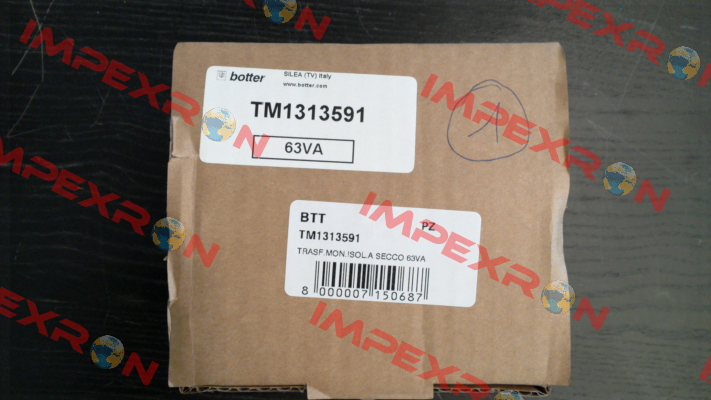 botter
SILEA (TV) Italy
www.botter.com
TM1313591
63VA
BTT
PZ
TM1313591
TRASF.MON.ISOL.A SECCO 63VA
8 000007 150687
IMPEXRON
IMPEXRON
IMPEXRON
IMPEXRON
IMPEXRON
IMPEXRON